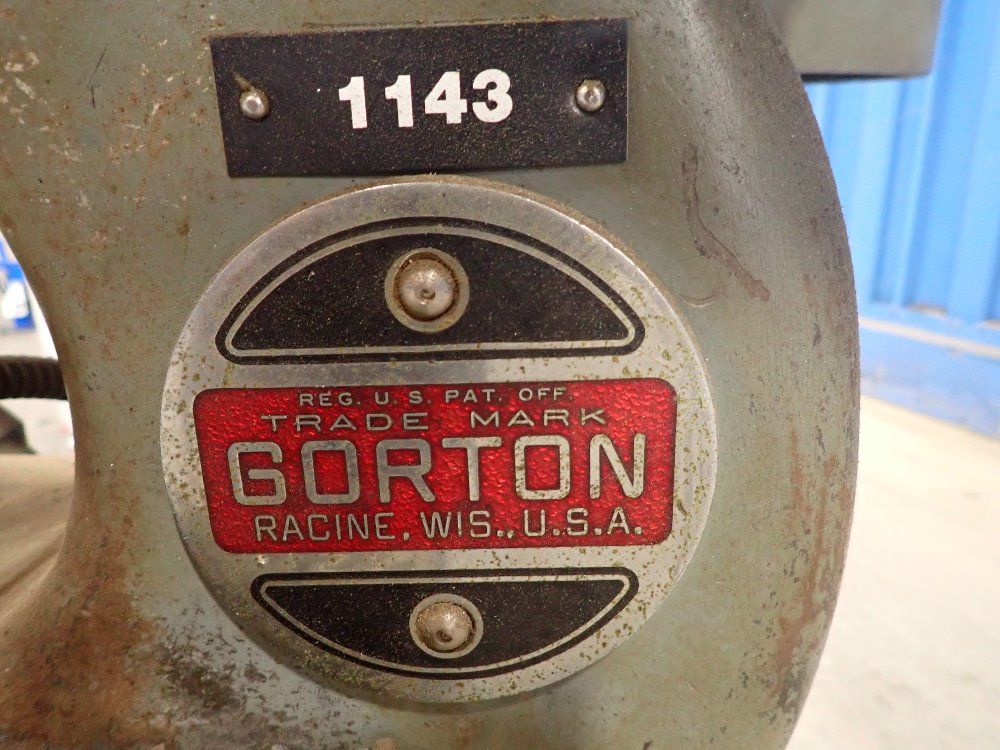 1143
REG. U. S. PAT. OFF.
TRADE MARK
GORTON
RACINE, WIS., U.S.A.